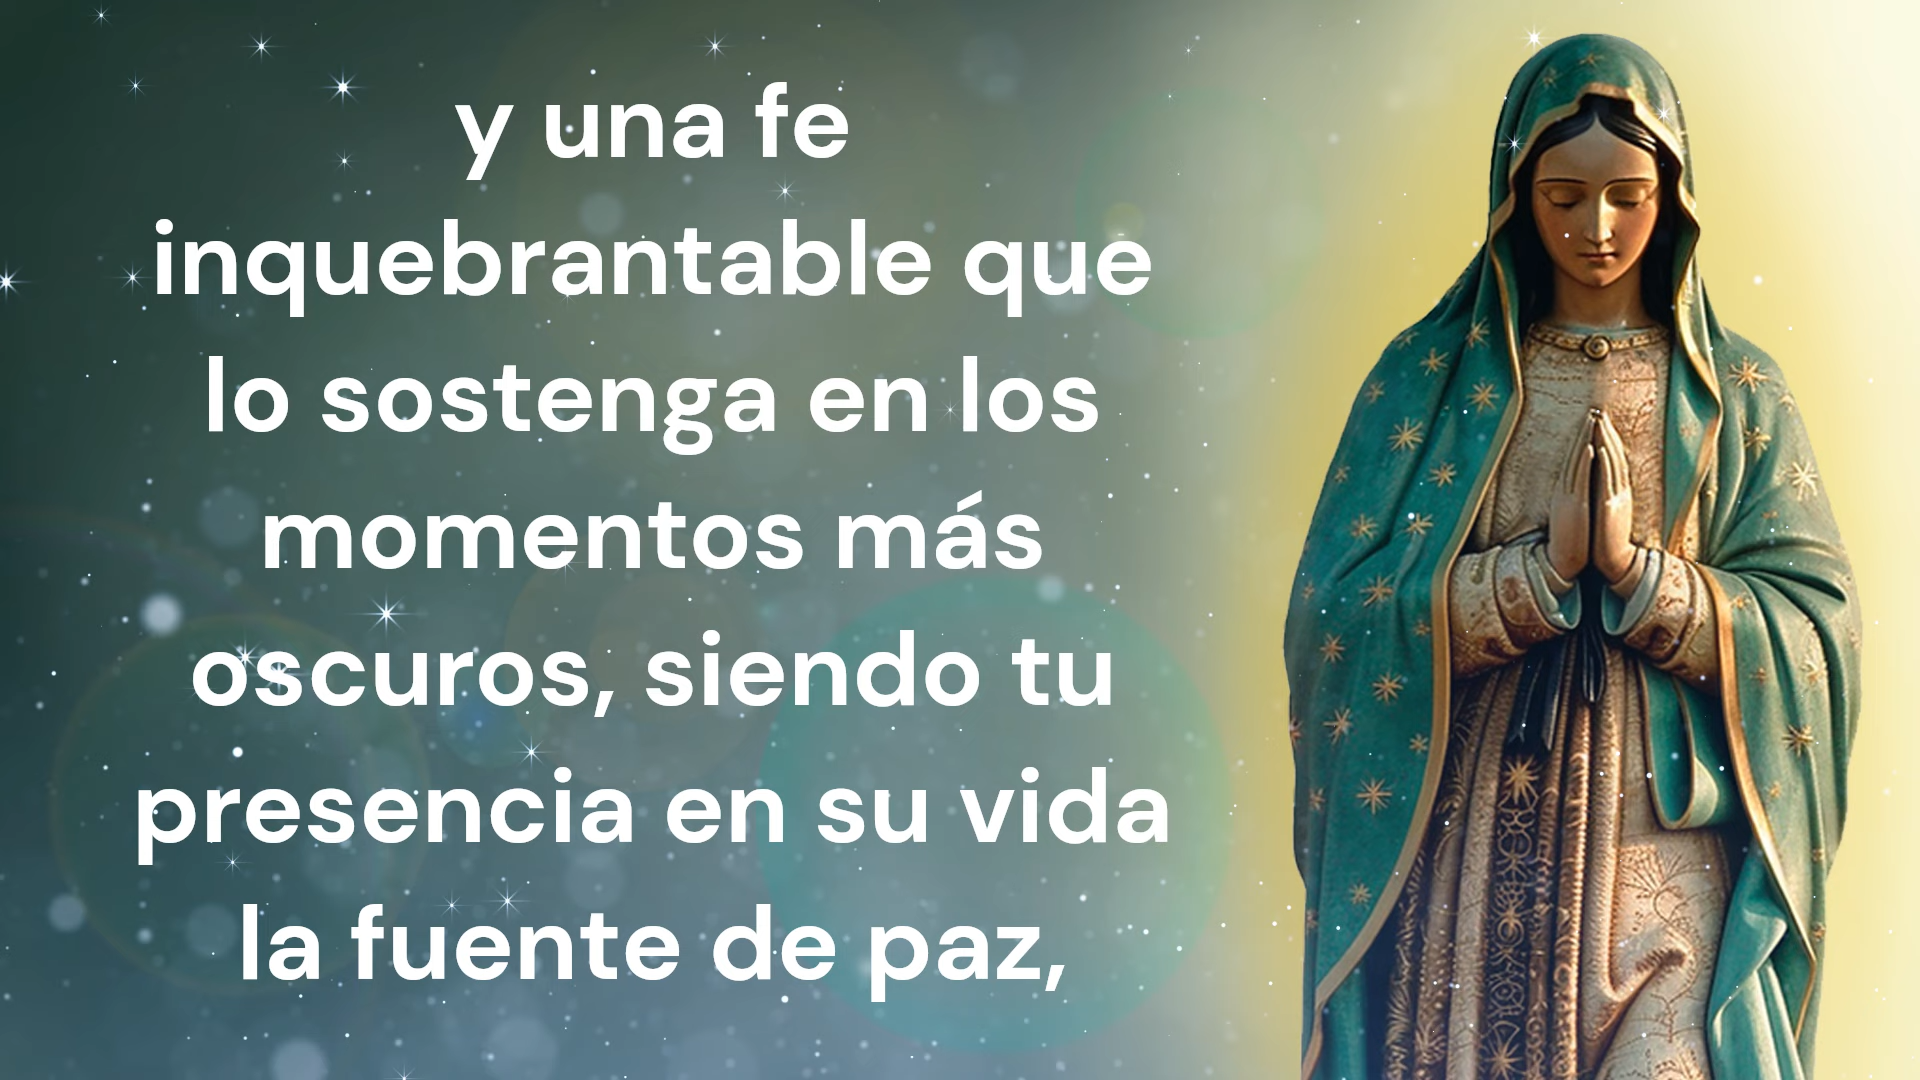 y una fe
inquebrantable que
lo sostenga en los
momentos más
oscuros, siendo tu
presencia en su vida
la fuente de paz,